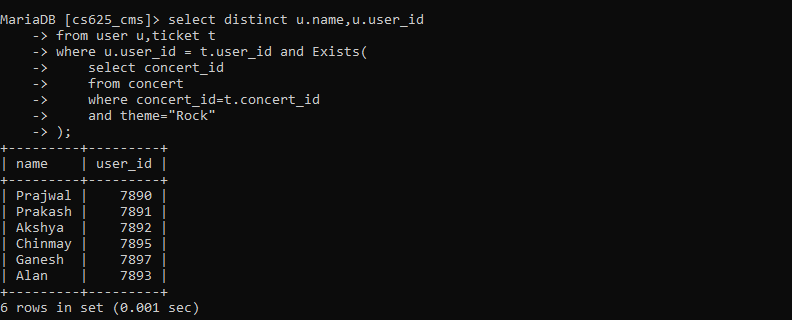 MariaDB [cs625_cms]> select distinct u.name,u.user_id
    -> from user u,ticket t
    -> where u.user_id = t.user_id and Exists(
    ->     select concert_id
    ->     from concert
    ->     where concert_id=t.concert_id
    ->     and theme="Rock"
    -> );
+---------+---------+
| name    | user_id |
+---------+---------+
| Prajwal |    7890 |
| Prakash |    7891 |
| Akshya  |    7892 |
| Chinmay |    7895 |
| Ganesh  |    7897 |
| Alan    |    7893 |
+---------+---------+
6 rows in set (0.001 sec)